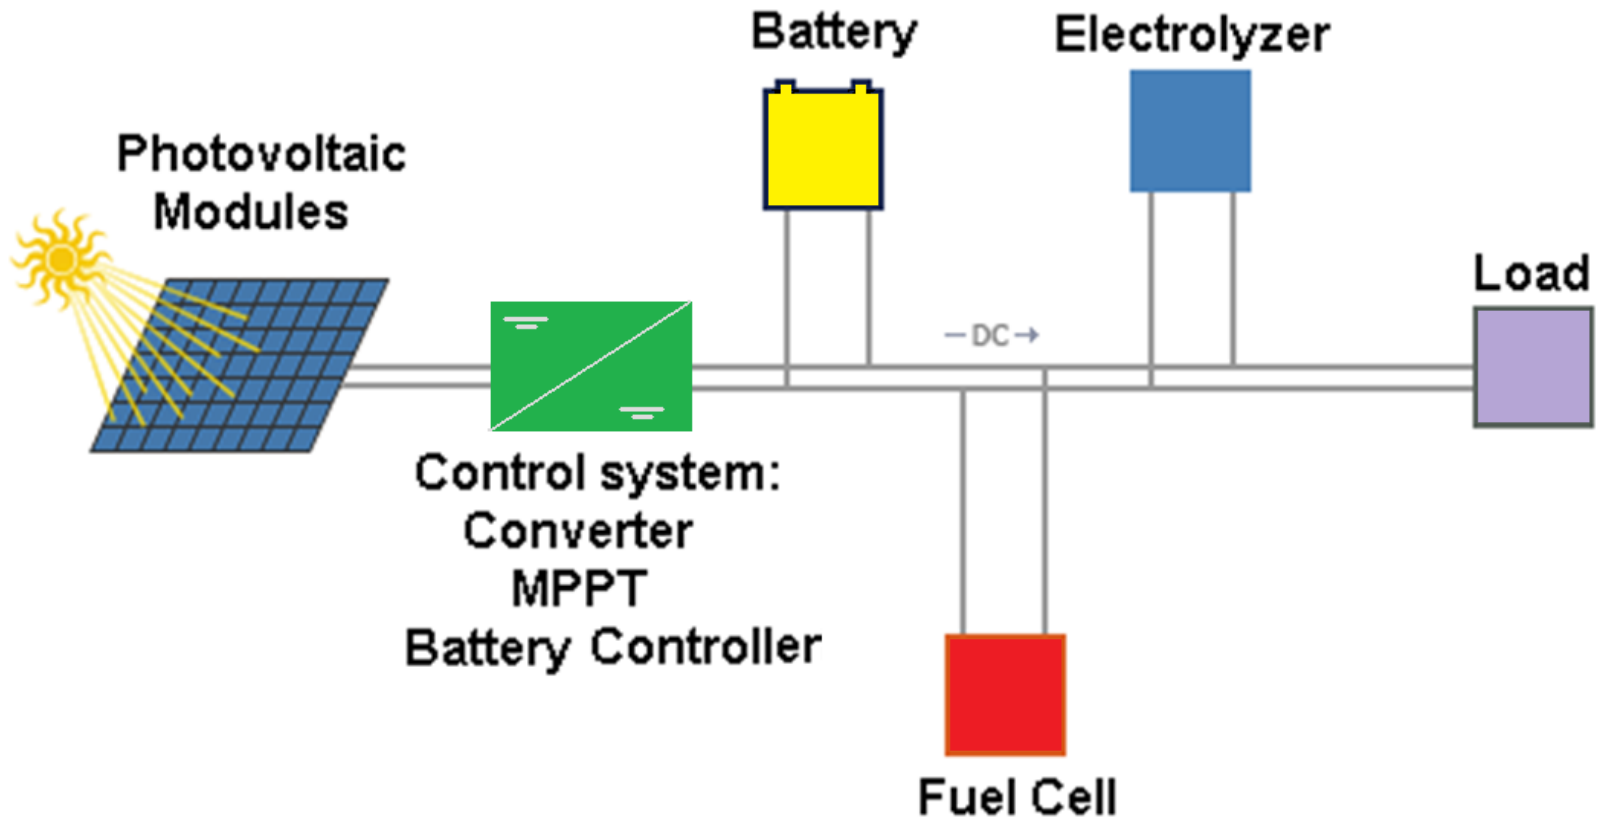 Battery
Electrolyzer
Photovoltaic
Modules
Load
DC
Control system:
Converter
MPPT
Battery Controller
Fuel Cell